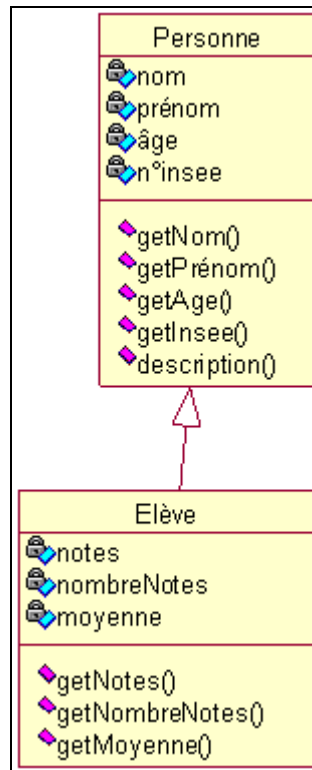 Personne
nom
prénom
âge
n°insee
getNom()
getPrénom()
getAge()
getInsee()
description()
Elève
notes
nombreNotes
moyenne
getNotes()
getNombreNotes()
getMoyenne()